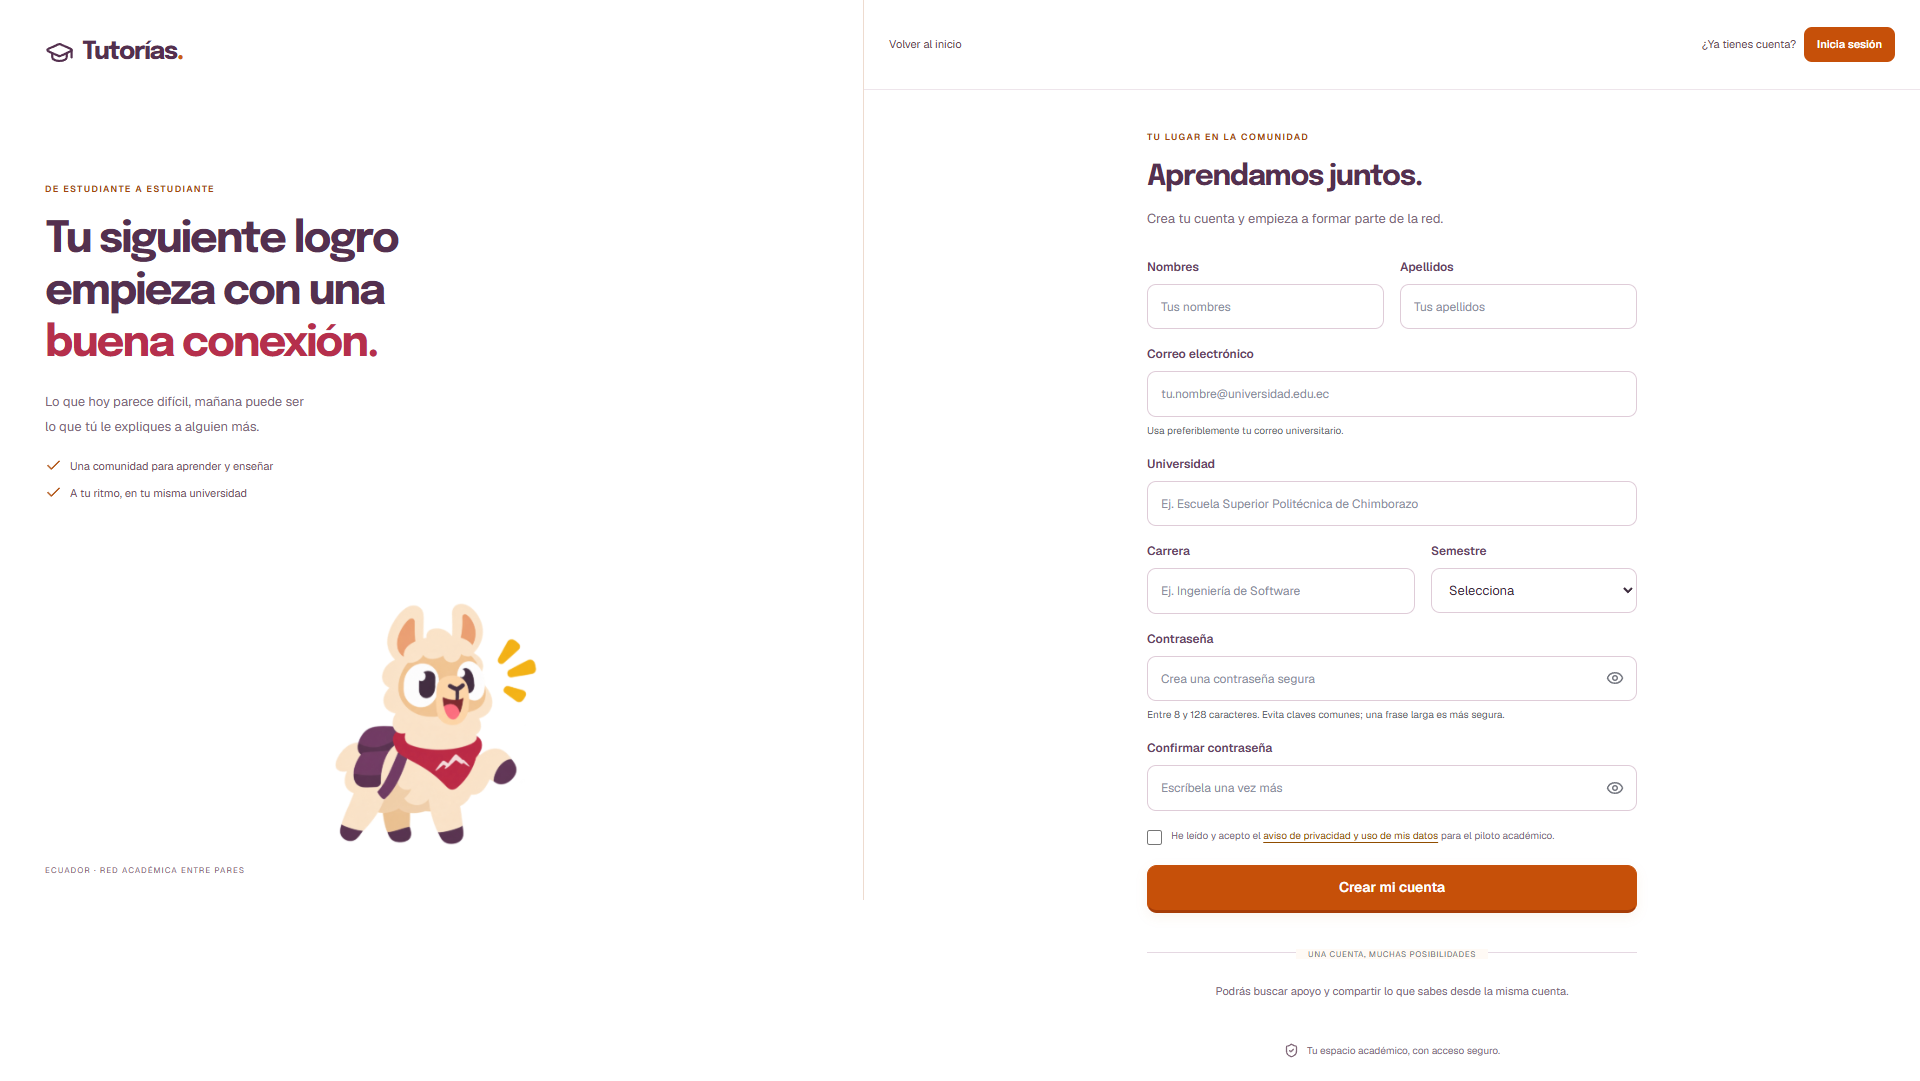 Tutorías.
DE ESTUDIANTE A ESTUDIANTE
Tu siguiente logro
empieza con una
buena conexión.
Lo que hoy parece difícil, mañana puede ser
lo que tú le expliques a alguien más.
Una comunidad para aprender y enseñar
A tu ritmo, en tu misma universidad
ECUADOR · RED ACADÉMICA ENTRE PARES
Volver al inicio
¿Ya tienes cuenta? Inicia sesión
TU LUGAR EN LA COMUNIDAD
Aprendamos juntos.
Crea tu cuenta y empieza a formar parte de la red.
Nombres Apellidos
Tus nombres Tus apellidos
Correo electrónico
tu.nombre@universidad.edu.ec
Usa preferiblemente tu correo universitario.
Universidad
Ej. Escuela Superior Politécnica de Chimborazo
Carrera Semestre
Ej. Ingeniería de Software Selecciona
Contraseña
Crea una contraseña segura
Entre 8 y 128 caracteres. Evita claves comunes; una frase larga es más segura.
Confirmar contraseña
Escríbela una vez más
He leído y acepto el aviso de privacidad y uso de mis datos para el piloto académico.
Crear mi cuenta
UNA CUENTA, MUCHAS POSIBILIDADES
Podrás buscar apoyo y compartir lo que sabes desde la misma cuenta.
Tu espacio académico, con acceso seguro.